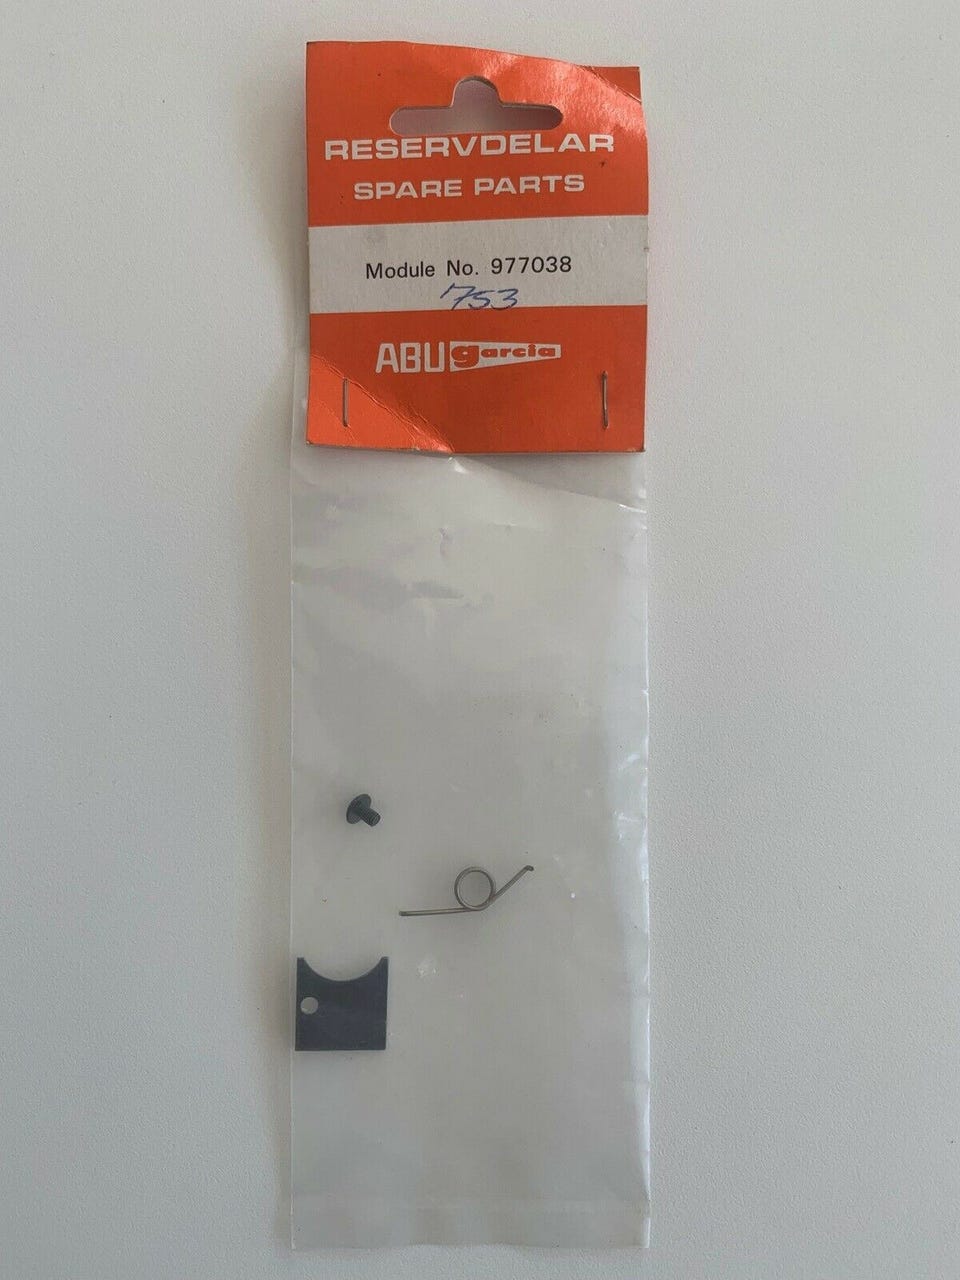 RESERVDELAR
SPARE PARTS
Module No. 977038
753
ABU garcia